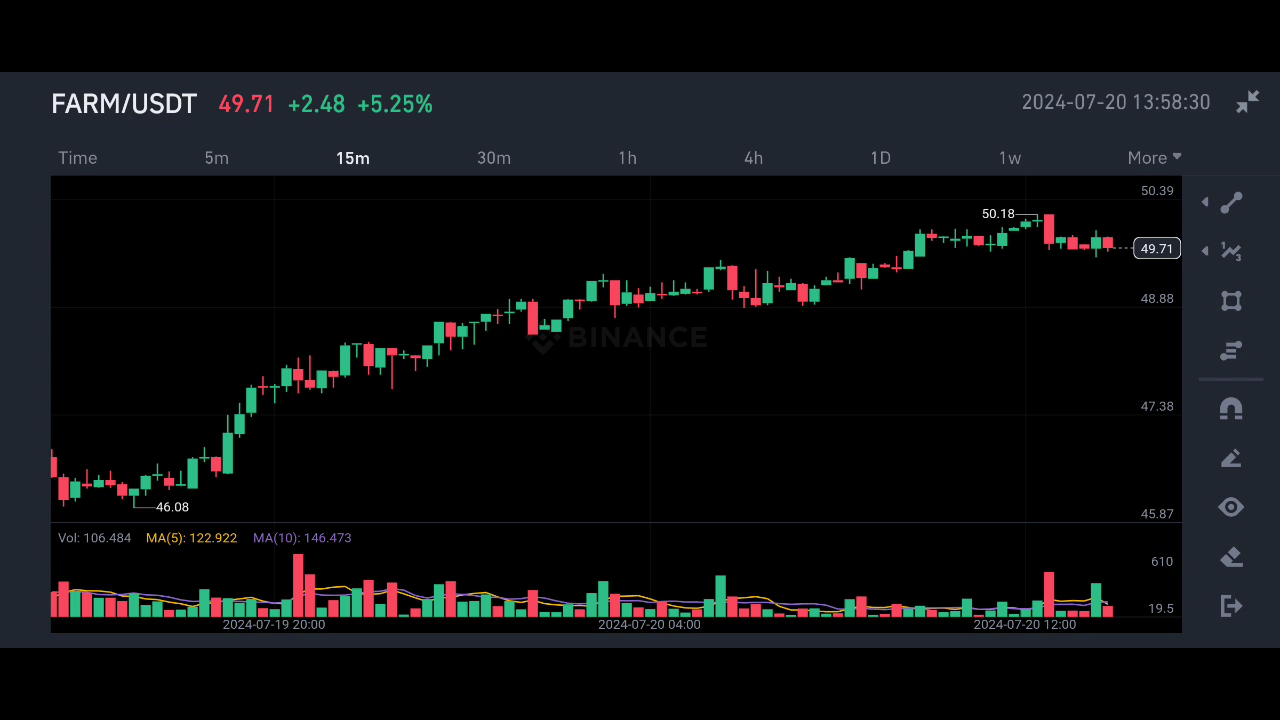 FARM/USDT 49.71 +2.48 +5.25% 2024-07-20 13:58:30
Time 5m 15m 30m 1h 4h 1D 1w More
50.39
50.18
49.71
48.88
BINANCE
47.38
46.08
45.87
Vol: 106.484 MA(5): 122.922 MA(10): 146.473
610
19.5
2024-07-19 20:00 2024-07-20 04:00 2024-07-20 12:00